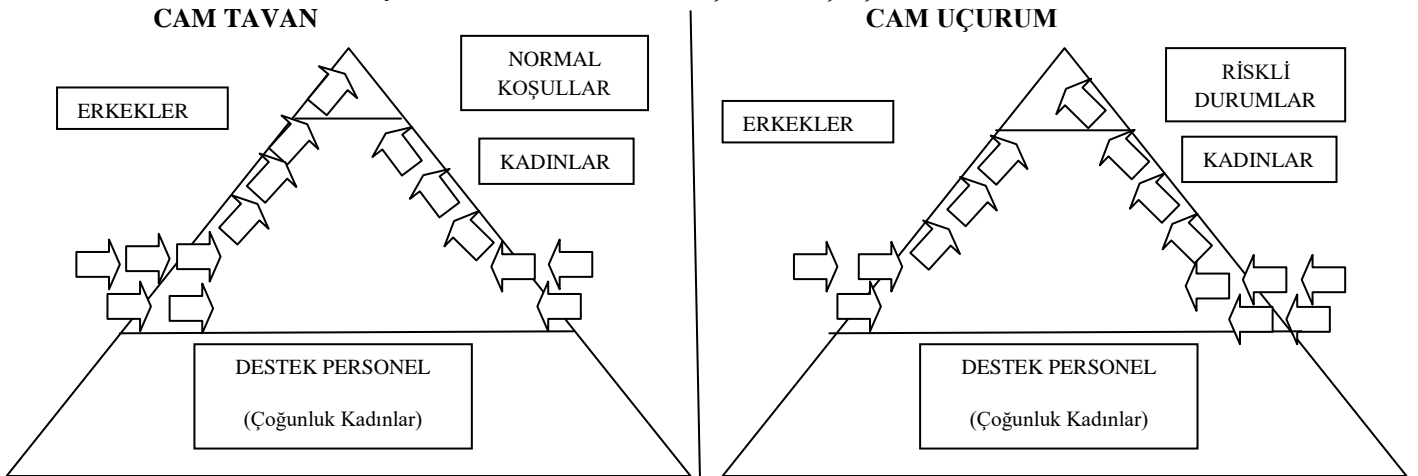 CAM TAVAN
NORMAL
KOŞULLAR
ERKEKLER
KADINLAR
DESTEK PERSONEL
(Çoğunluk Kadınlar)
CAM UÇURUM
RİSKLİ
DURUMLAR
ERKEKLER
KADINLAR
DESTEK PERSONEL
(Çoğunluk Kadınlar)